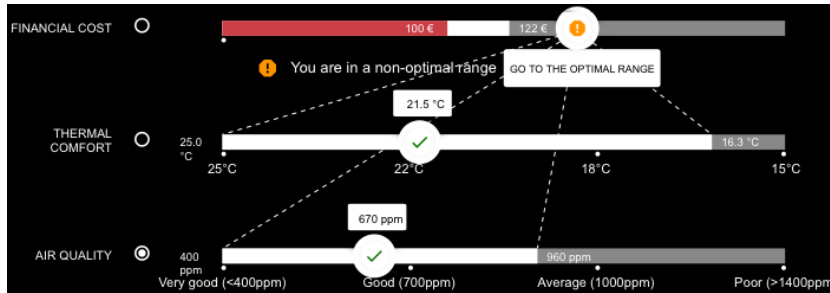 FINANCIAL COST
100 €
122 €
You are in a non-optimal range
GO TO THE OPTIMAL RANGE
21.5 °C
THERMAL
COMFORT
25.0
°C
16.3 °C
25°C
22°C
18°C
15°C
670 ppm
AIR QUALITY
400
ppm
960 ppm
Very good (<400ppm)
Good (700ppm)
Average (1000ppm)
Poor (>1400ppm